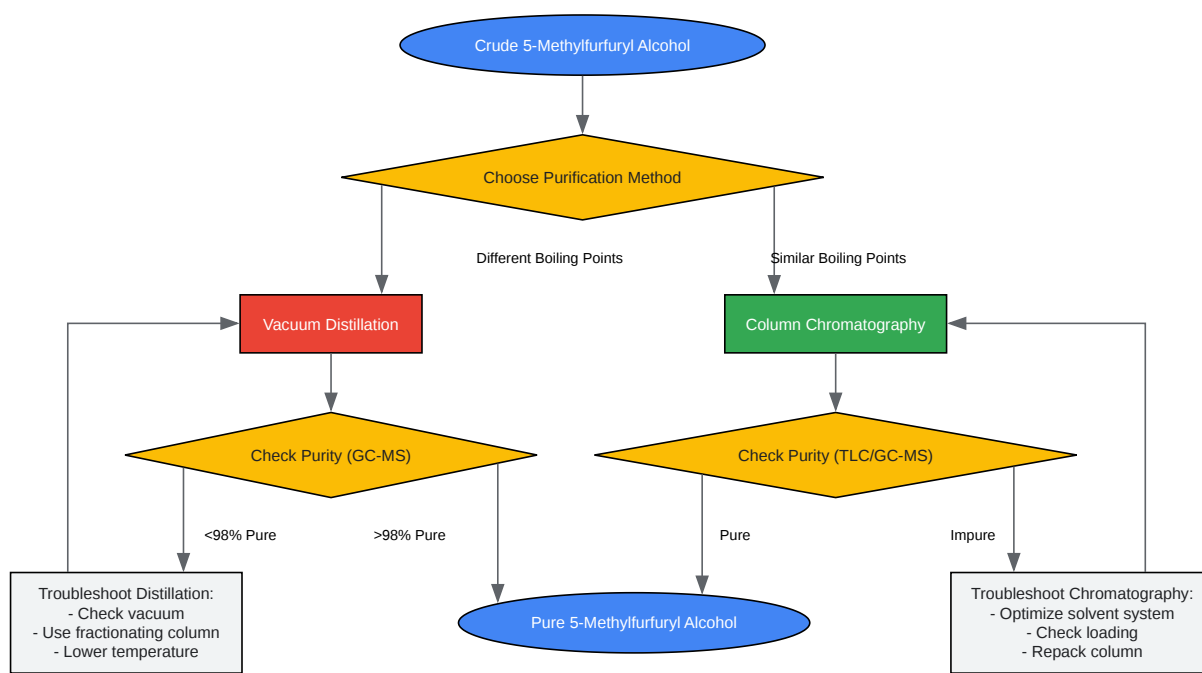 Crude 5-Methylfurfuryl Alcohol
Choose Purification Method
Different Boiling Points
Similar Boiling Points
Vacuum Distillation
Column Chromatography
Check Purity (GC-MS)
Check Purity (TLC/GC-MS)
<98% Pure
>98% Pure
Pure
Impure
Troubleshoot Distillation:
- Check vacuum
- Use fractionating column
- Lower temperature
Pure 5-Methylfurfuryl Alcohol
Troubleshoot Chromatography:
- Optimize solvent system
- Check loading
- Repack column